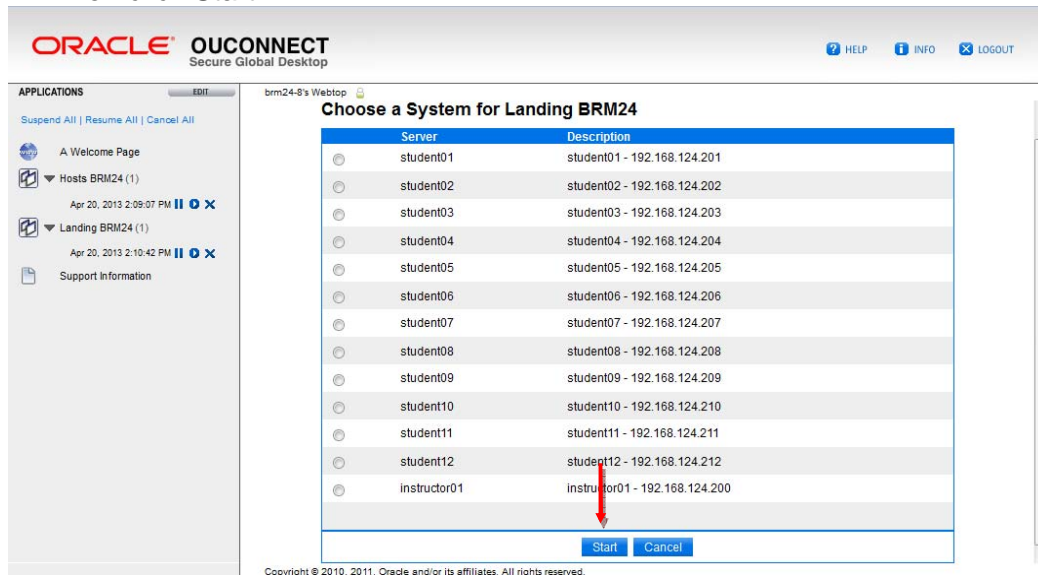 ORACLE® OUCONNECT
Secure Global Desktop
HELP INFO LOGOUT
APPLICATIONS EDIT
brm24-8's Webtop
Suspend All | Resume All | Cancel All
A Welcome Page
Hosts BRM24 (1)
Apr 20, 2013 2:09:07 PM
Landing BRM24 (1)
Apr 20, 2013 2:10:42 PM
Support Information
Choose a System for Landing BRM24
Server Description
student01 student01 - 192.168.124.201
student02 student02 - 192.168.124.202
student03 student03 - 192.168.124.203
student04 student04 - 192.168.124.204
student05 student05 - 192.168.124.205
student06 student06 - 192.168.124.206
student07 student07 - 192.168.124.207
student08 student08 - 192.168.124.208
student09 student09 - 192.168.124.209
student10 student10 - 192.168.124.210
student11 student11 - 192.168.124.211
student12 student12 - 192.168.124.212
instructor01 instructor01 - 192.168.124.200
Start Cancel
Copyright © 2010, 2011, Oracle and/or its affiliates. All rights reserved.